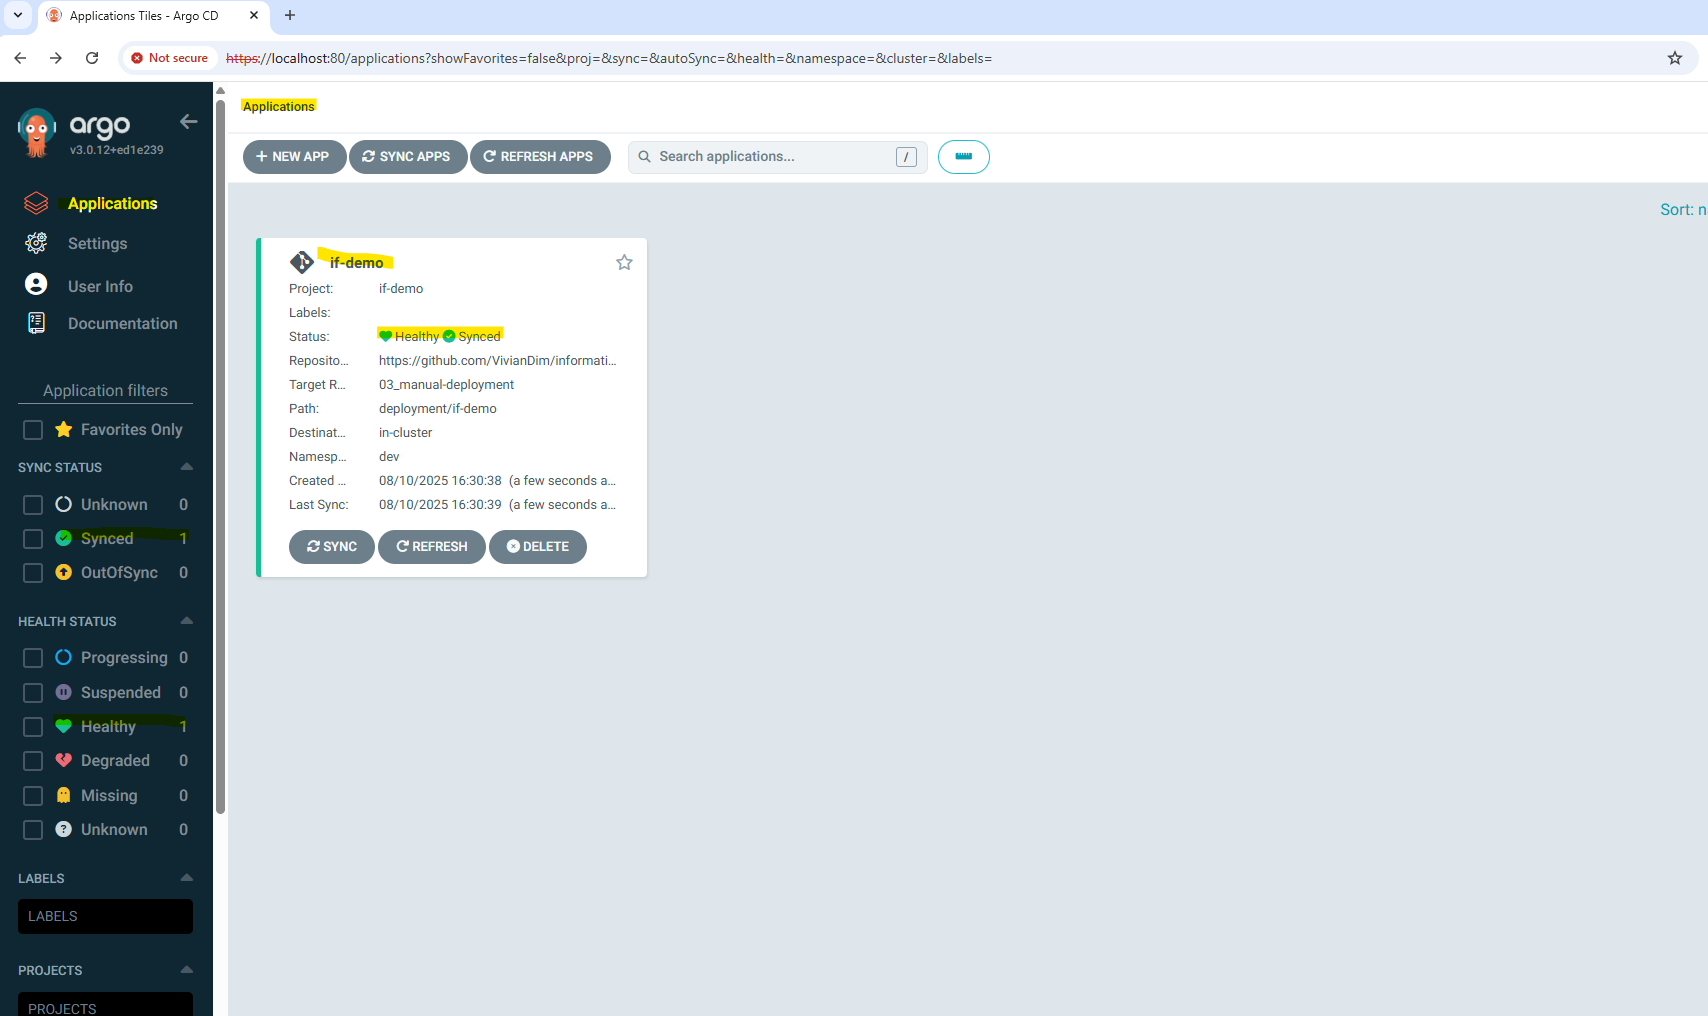 Applications Tiles - Argo CD
Not secure
https://localhost:80/applications?showFavorites=false&proj=&sync=&autoSync=&health=&namespace=&cluster=&labels=
argo
v3.0.12+ed1e239
Applications
Settings
User Info
Documentation
Application filters
Favorites Only
SYNC STATUS
Unknown 0
Synced 1
OutOfSync 0
HEALTH STATUS
Progressing 0
Suspended 0
Healthy 1
Degraded 0
Missing 0
Unknown 0
LABELS
LABELS
PROJECTS
PROJECTS
Applications
NEW APP SYNC APPS REFRESH APPS Search applications... /
Sort: n
if-demo
Project: if-demo
Labels:
Status: Healthy Synced
Reposito... https://github.com/VivianDim/informati...
Target R... 03_manual-deployment
Path: deployment/if-demo
Destinat... in-cluster
Namesp... dev
Created ... 08/10/2025 16:30:38 (a few seconds a...
Last Sync: 08/10/2025 16:30:39 (a few seconds a...
SYNC REFRESH DELETE